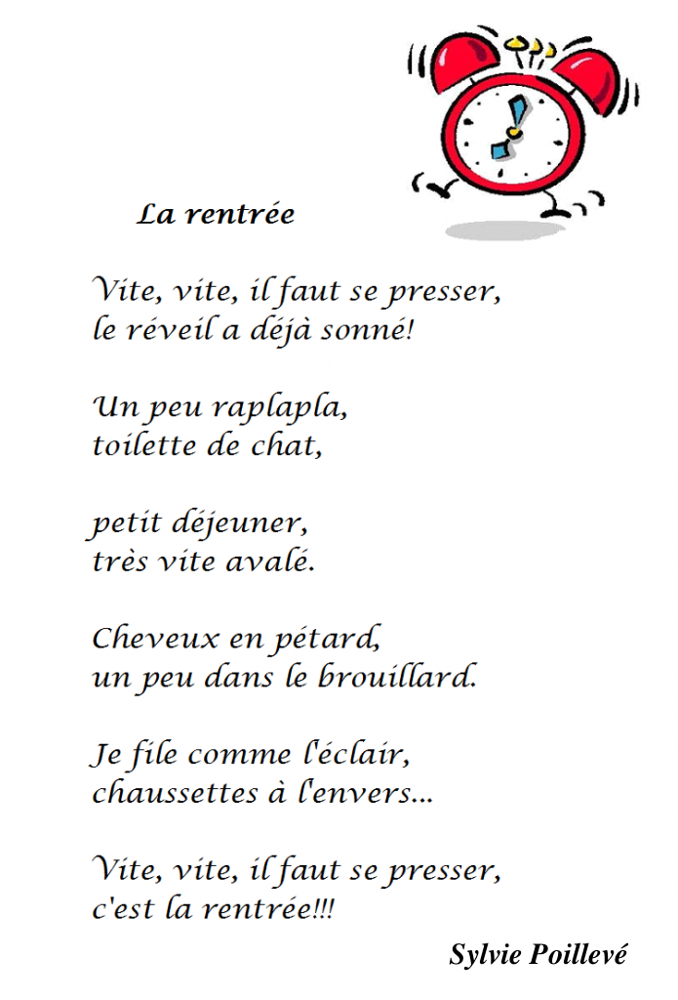 La rentrée
Vite, vite, il faut se presser,
le réveil a déjà sonné!
Un peu raplapla,
toilette de chat,
petit déjeuner,
très vite avalé.
Cheveux en pétard,
un peu dans le brouillard.
Je file comme l'éclair,
chaussettes à l'envers...
Vite, vite, il faut se presser,
c'est la rentrée!!!
Sylvie Poillevé